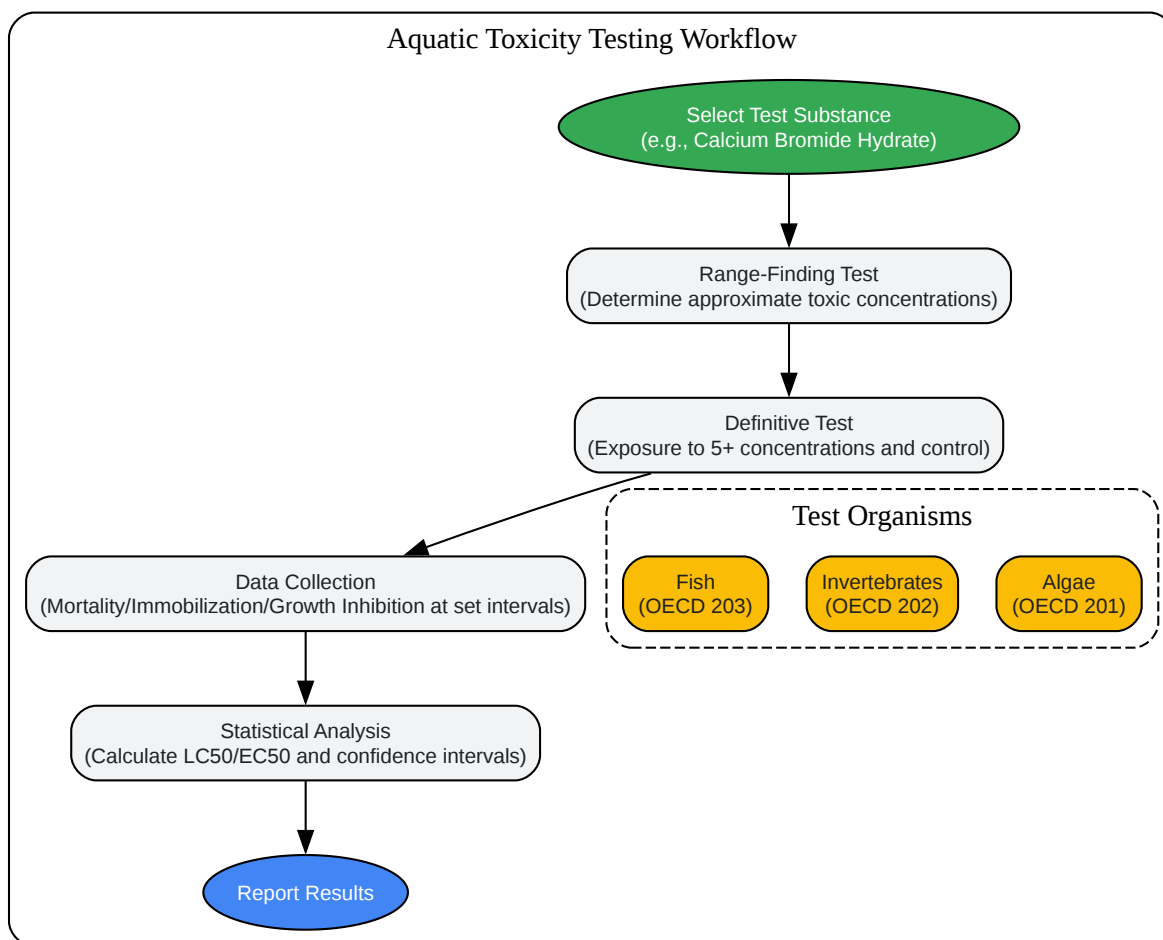 Aquatic Toxicity Testing Workflow
Select Test Substance
(e.g., Calcium Bromide Hydrate)
Range-Finding Test
(Determine approximate toxic concentrations)
Definitive Test
(Exposure to 5+ concentrations and control)
Test Organisms
Fish
(OECD 203)
Invertebrates
(OECD 202)
Algae
(OECD 201)
Data Collection
(Mortality/Immobilization/Growth Inhibition at set intervals)
Statistical Analysis
(Calculate LC50/EC50 and confidence intervals)
Report Results